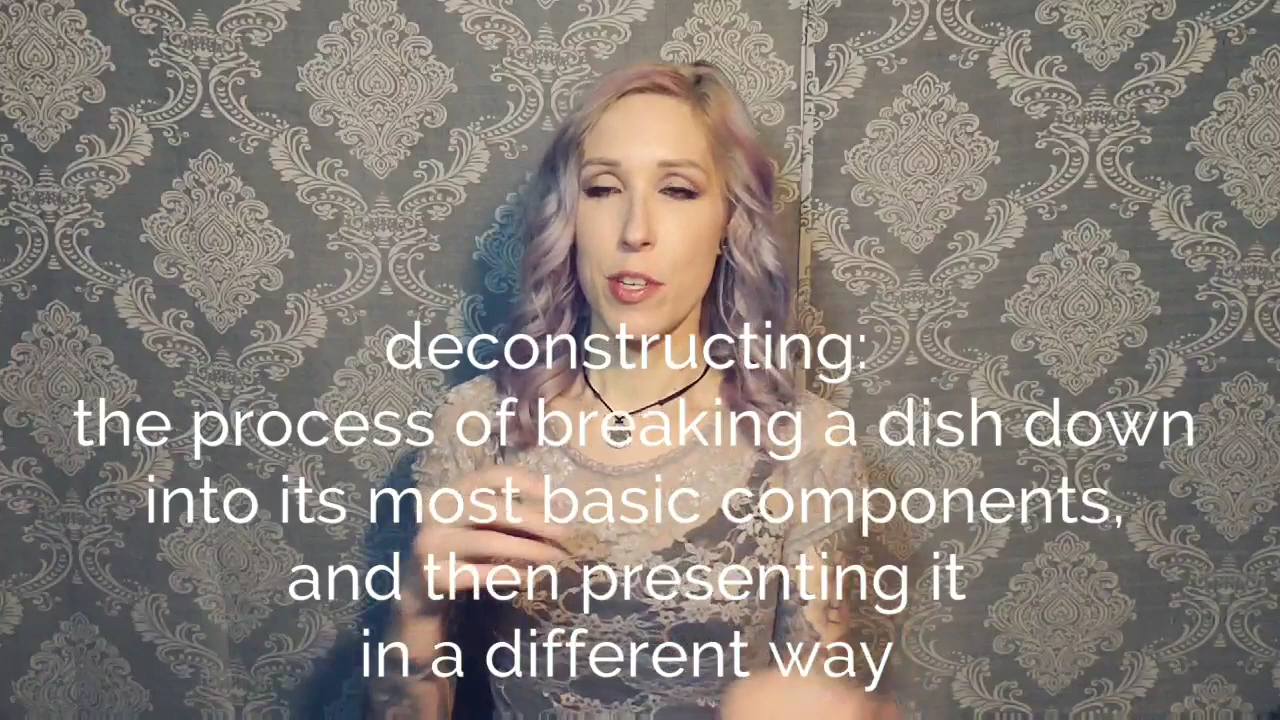 deconstructing:
the process of breaking a dish down
into its most basic components,
and then presenting it
in a different way